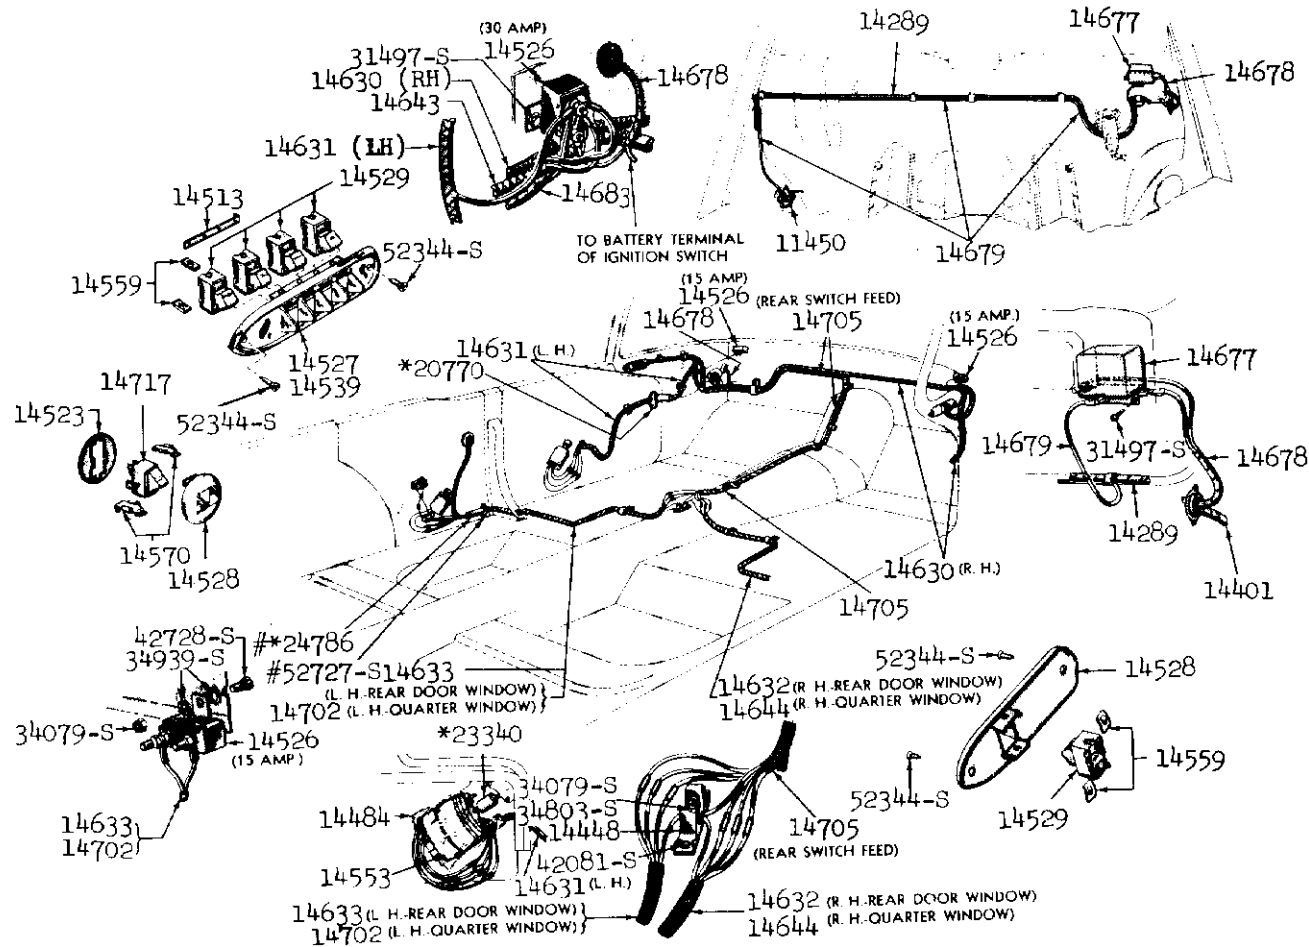 (30 AMP)
14526
31497-S
14630 (RH)
14643
14631 (LH)
14529
14513
14678
14683
TO BATTERY TERMINAL
OF IGNITION SWITCH
14289
14677
14678
11450
14679
52344-S
14559
14527
14539
52344-S
14717
14523
14570
14528
(15 AMP)
14526 (REAR SWITCH FEED)
14678
14705
14631 (L. H.)
*20770
(15 AMP.)
14526
14677
14679
31497-S
14678
14289
14401
14630 (R. H.)
14705
42728-S
34939-S
#*24786
#52727-S
14633
(L. H-REAR DOOR WINDOW)
14702 (L. H.-QUARTER WINDOW)
34079-S
14526
(15 AMP)
14633
14702
14632 (R H.-REAR DOOR WINDOW)
14644 (R. H-QUARTER WINDOW)
52344-S
14528
14559
52344-S
14529
*23340
14484
14553
34079-S
34803-S
14448
42081-S
14631 (L. H.)
14705
(REAR SWITCH FEED)
14633 (L H.-REAR DOOR WINDOW)
14702 (L H.-QUARTER WINDOW)
14632 (R. H.-REAR DOOR WINDOW)
14644 (R. H.-QUARTER WINDOW)